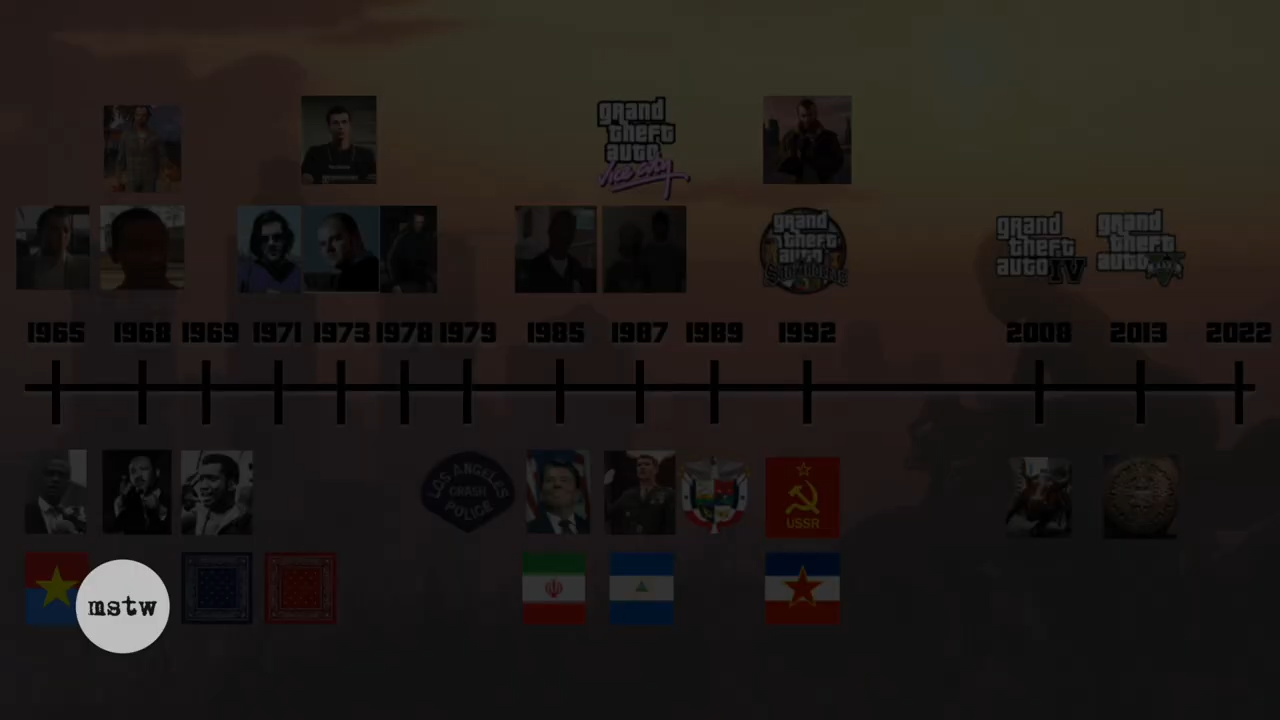 grand
theft
auto
vice city
grand
theft
auto
San Andreas
grand
theft
auto IV
grand
theft
auto V
1965 1968 1969 1971 1973 1978 1979 1985 1987 1989 1992 2008 2013 2022
LOS ANGELES
CRASH
POLICE
USSR
mstw